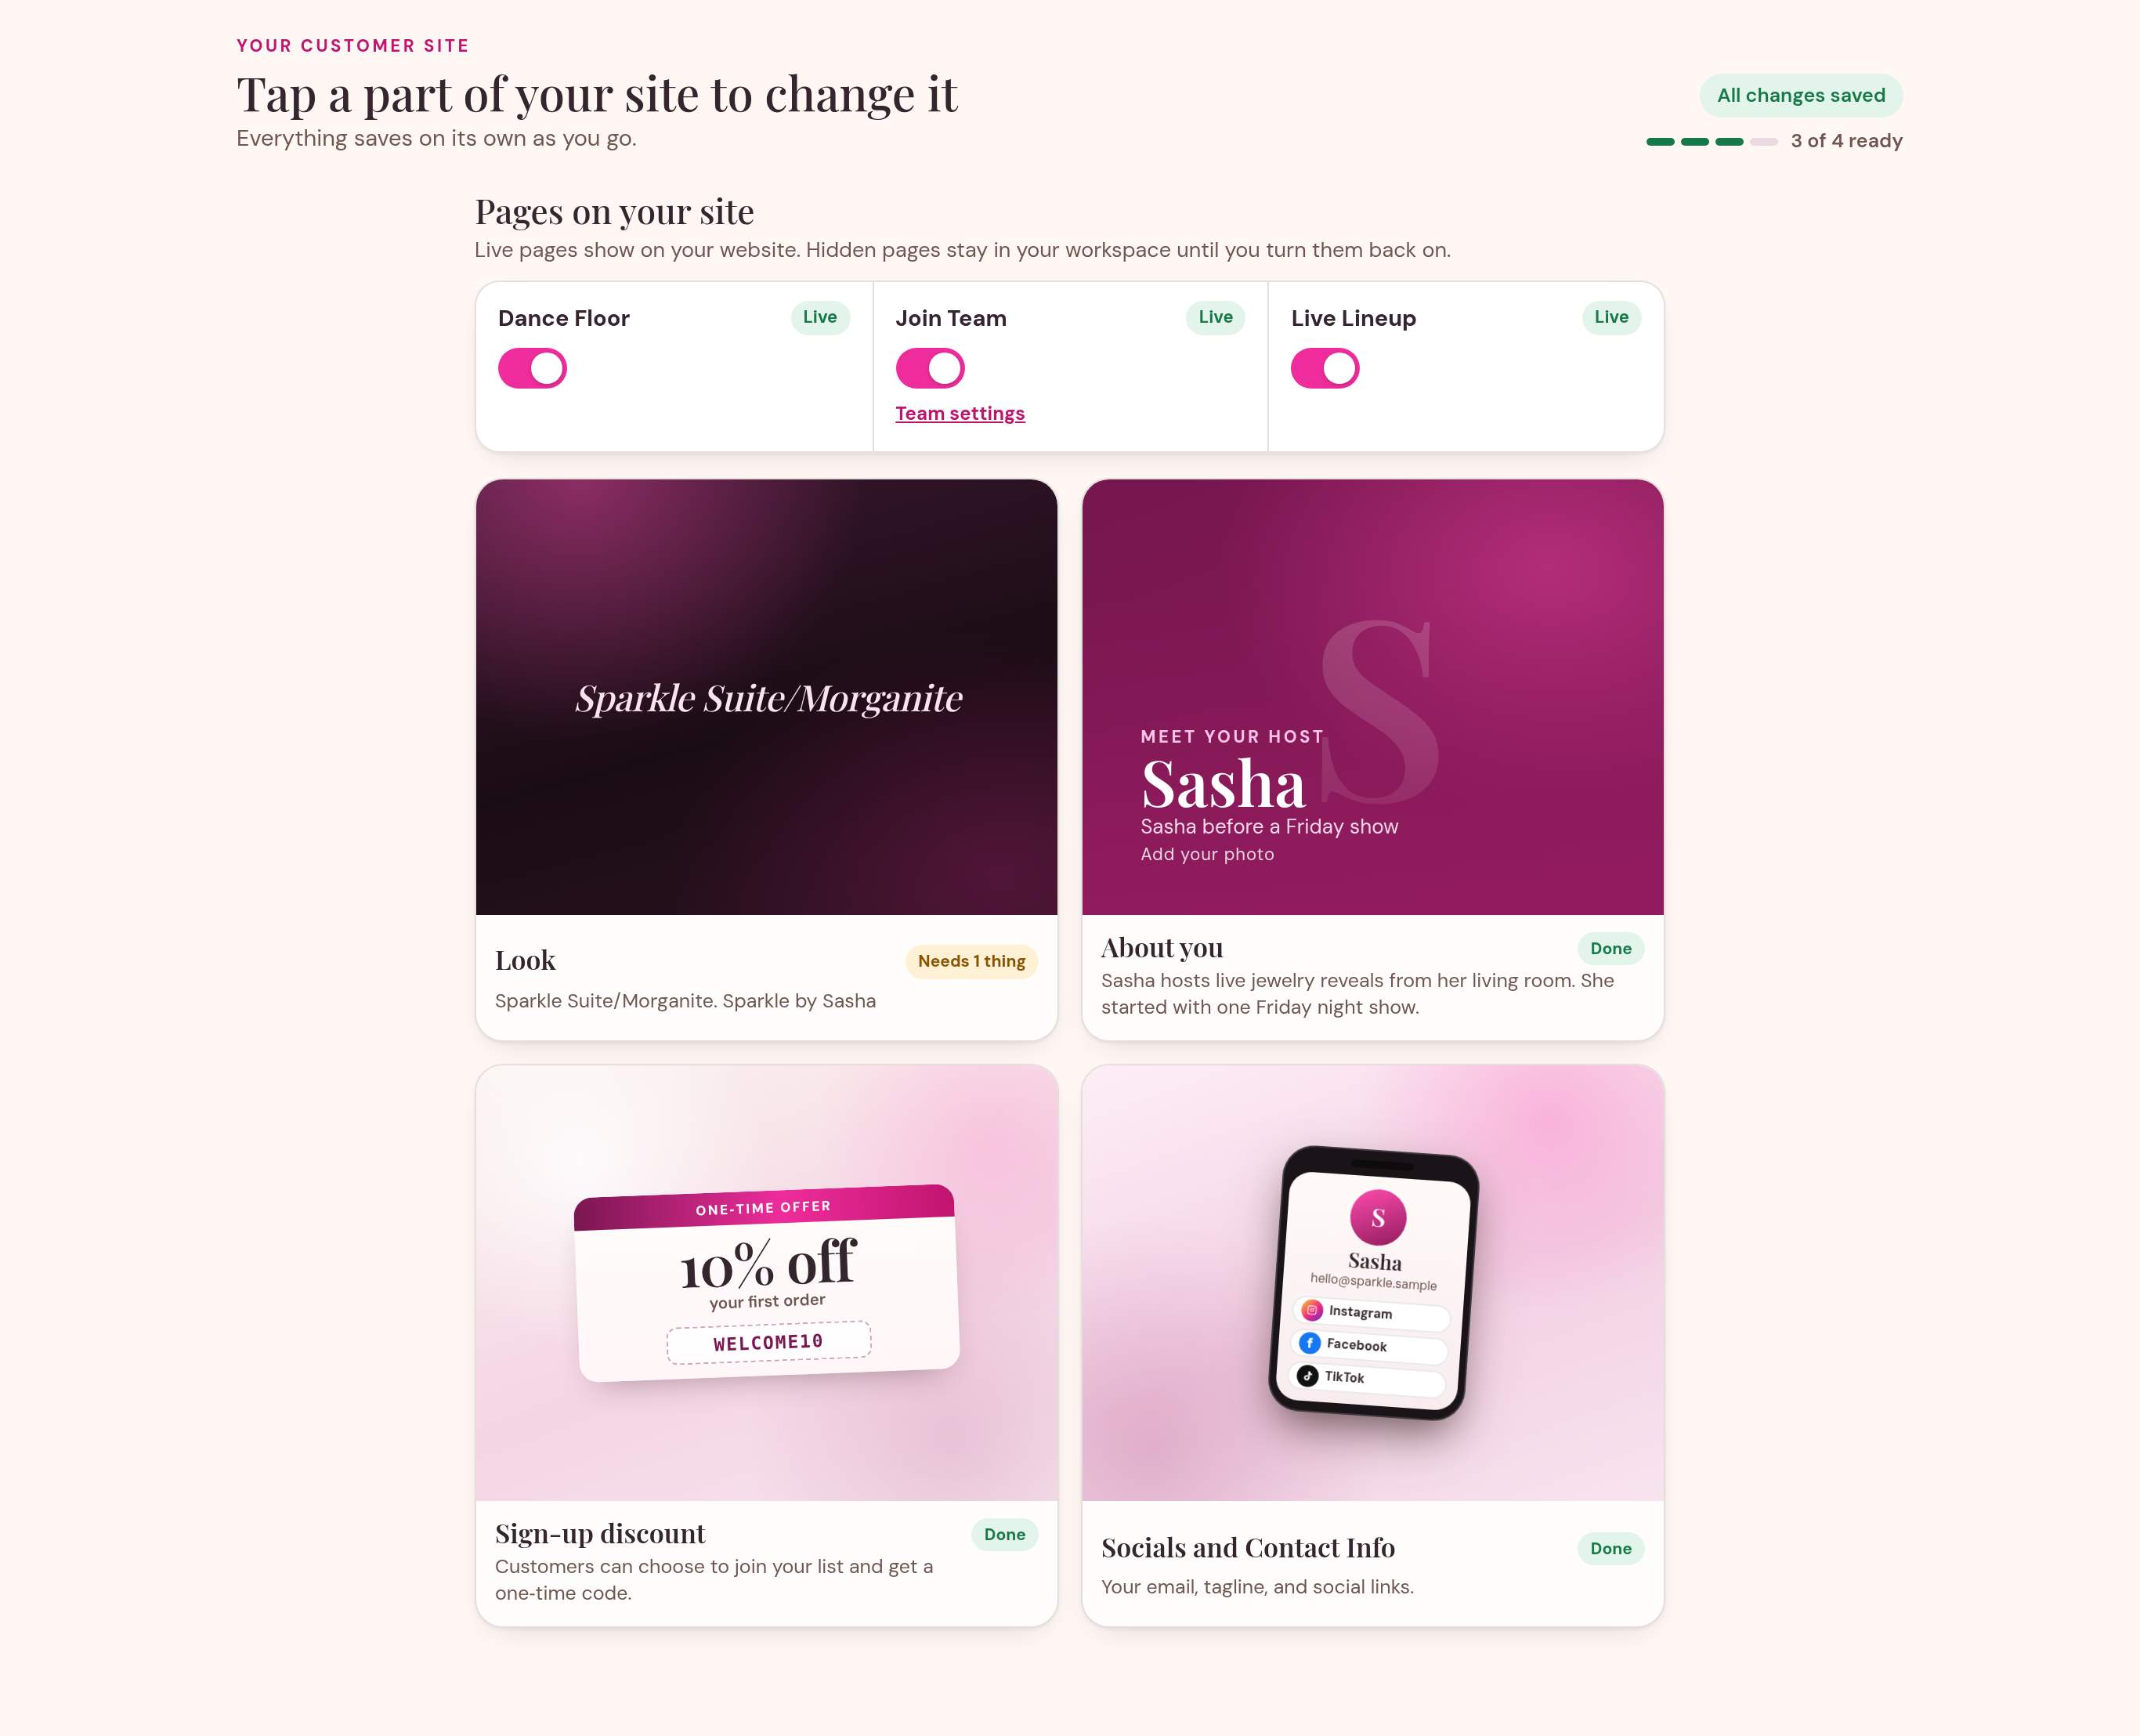 YOUR CUSTOMER SITE
Tap a part of your site to change it
Everything saves on its own as you go.
All changes saved
3 of 4 ready
Pages on your site
Live pages show on your website. Hidden pages stay in your workspace until you turn them back on.
Dance Floor
Live
Join Team
Live
Team settings
Live Lineup
Live
Sparkle Suite/Morganite
Look
Needs 1 thing
Sparkle Suite/Morganite. Sparkle by Sasha
S
MEET YOUR HOST
Sasha
Sasha before a Friday show
Add your photo
About you
Done
Sasha hosts live jewelry reveals from her living room. She
started with one Friday night show.
ONE-TIME OFFER
10% off
your first order
WELCOME10
Sign-up discount
Done
Customers can choose to join your list and get a
one-time code.
S
Sasha
hello@sparkle.sample
Instagram
Facebook
TikTok
Socials and Contact Info
Done
Your email, tagline, and social links.